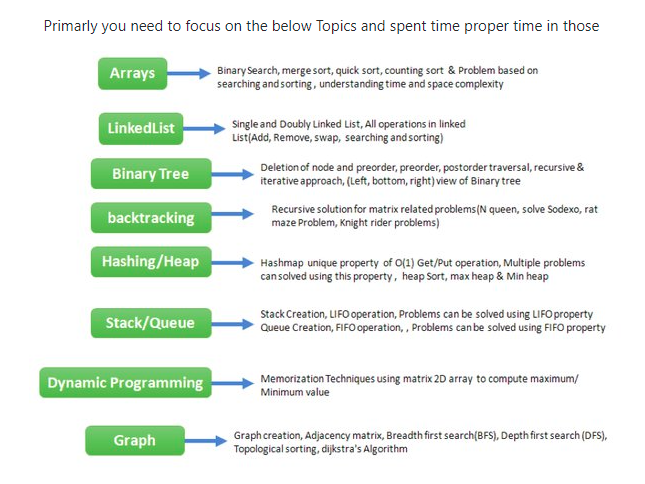 Primarly you need to focus on the below Topics and spent time proper time in those
Arrays
Binary Search, merge sort, quick sort, counting sort & Problem based on
searching and sorting, understanding time and space complexity
LinkedList
Single and Doubly Linked List, All operations in linked
List(Add, Remove, swap, searching and sorting)
Binary Tree
Deletion of node and preorder, preorder, postorder traversal, recursive &
iterative approach, (Left, bottom, right) view of Binary tree
backtracking
Recursive solution for matrix related problems(N queen, solve Sodexo, rat
maze Problem, Knight rider problems)
Hashing/Heap
Hashmap unique property of O(1) Get/Put operation, Multiple problems
can solved using this property, heap Sort, max heap & Min heap
Stack/Queue
Stack Creation, LIFO operation, Problems can be solved using LIFO property
Queue Creation, FIFO operation, , Problems can be solved using FIFO property
Dynamic Programming
Memorization Techniques using matrix 2D array to compute maximum/
Minimum value
Graph
Graph creation, Adjacency matrix, Breadth first search(BFS), Depth first search (DFS),
Topological sorting, dijkstra's Algorithm